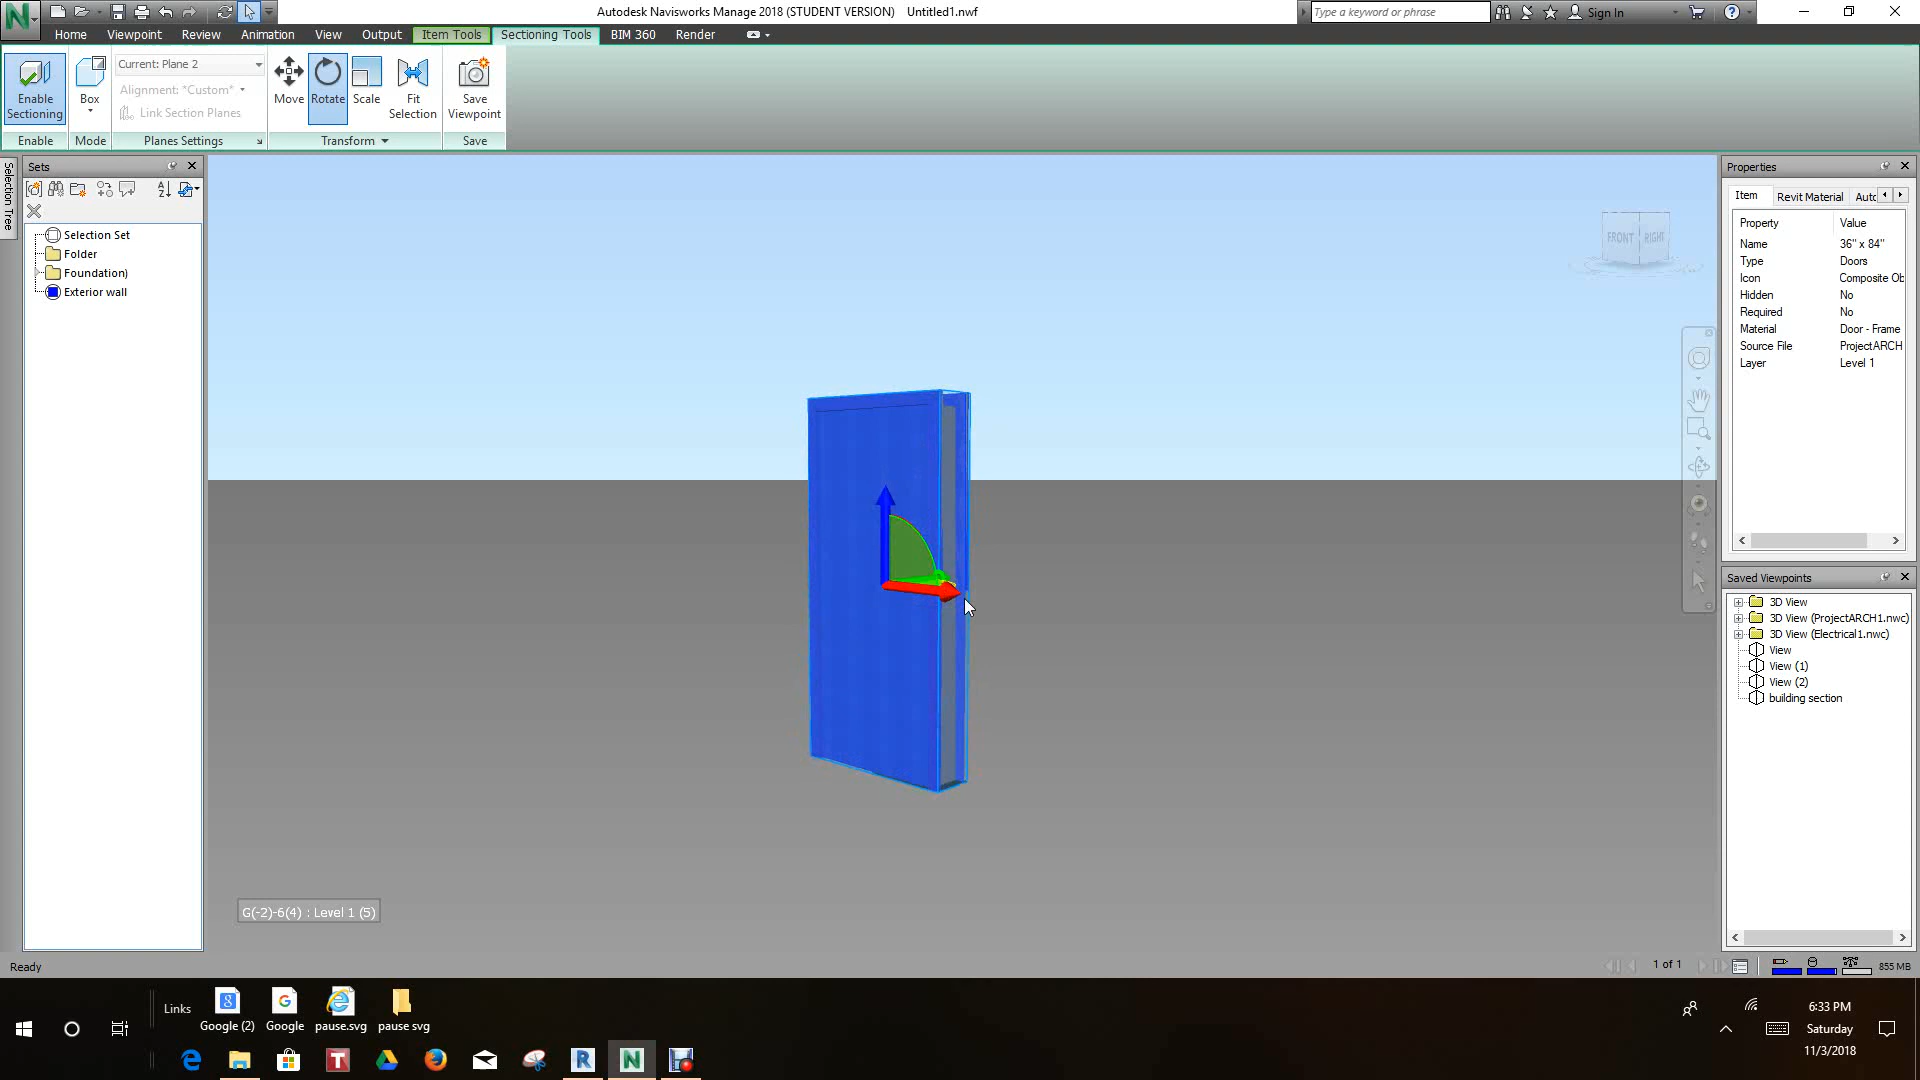 Autodesk Navisworks Manage 2018 (STUDENT VERSION) Untitled1.nwf
Type a keyword or phrase
Sign In
Home Viewpoint Review Animation View Output Item Tools Sectioning Tools BIM 360 Render
Enable Sectioning
Box
Current: Plane 2
Alignment: *Custom*
Link Section Planes
Move Rotate Scale
Fit Selection
Save Viewpoint
Enable Mode Planes Settings Transform Save
Selection Tree
Sets
Selection Set
Folder
Foundation)
Exterior wall
FRONT RIGHT
G(-2)-6(4) : Level 1 (5)
Properties
Item Revit Material Auto
Property Value
Name 36" x 84"
Type Doors
Icon Composite Ob
Hidden No
Required No
Material Door - Frame
Source File ProjectARCH
Layer Level 1
Saved Viewpoints
3D View
3D View (ProjectARCH1.nwc)
3D View (Electrical1.nwc)
View
View (1)
View (2)
building section
Ready
1 of 1
855 MB
Links
Google (2) Google pause.svg pause svg
6:33 PM
Saturday
11/3/2018